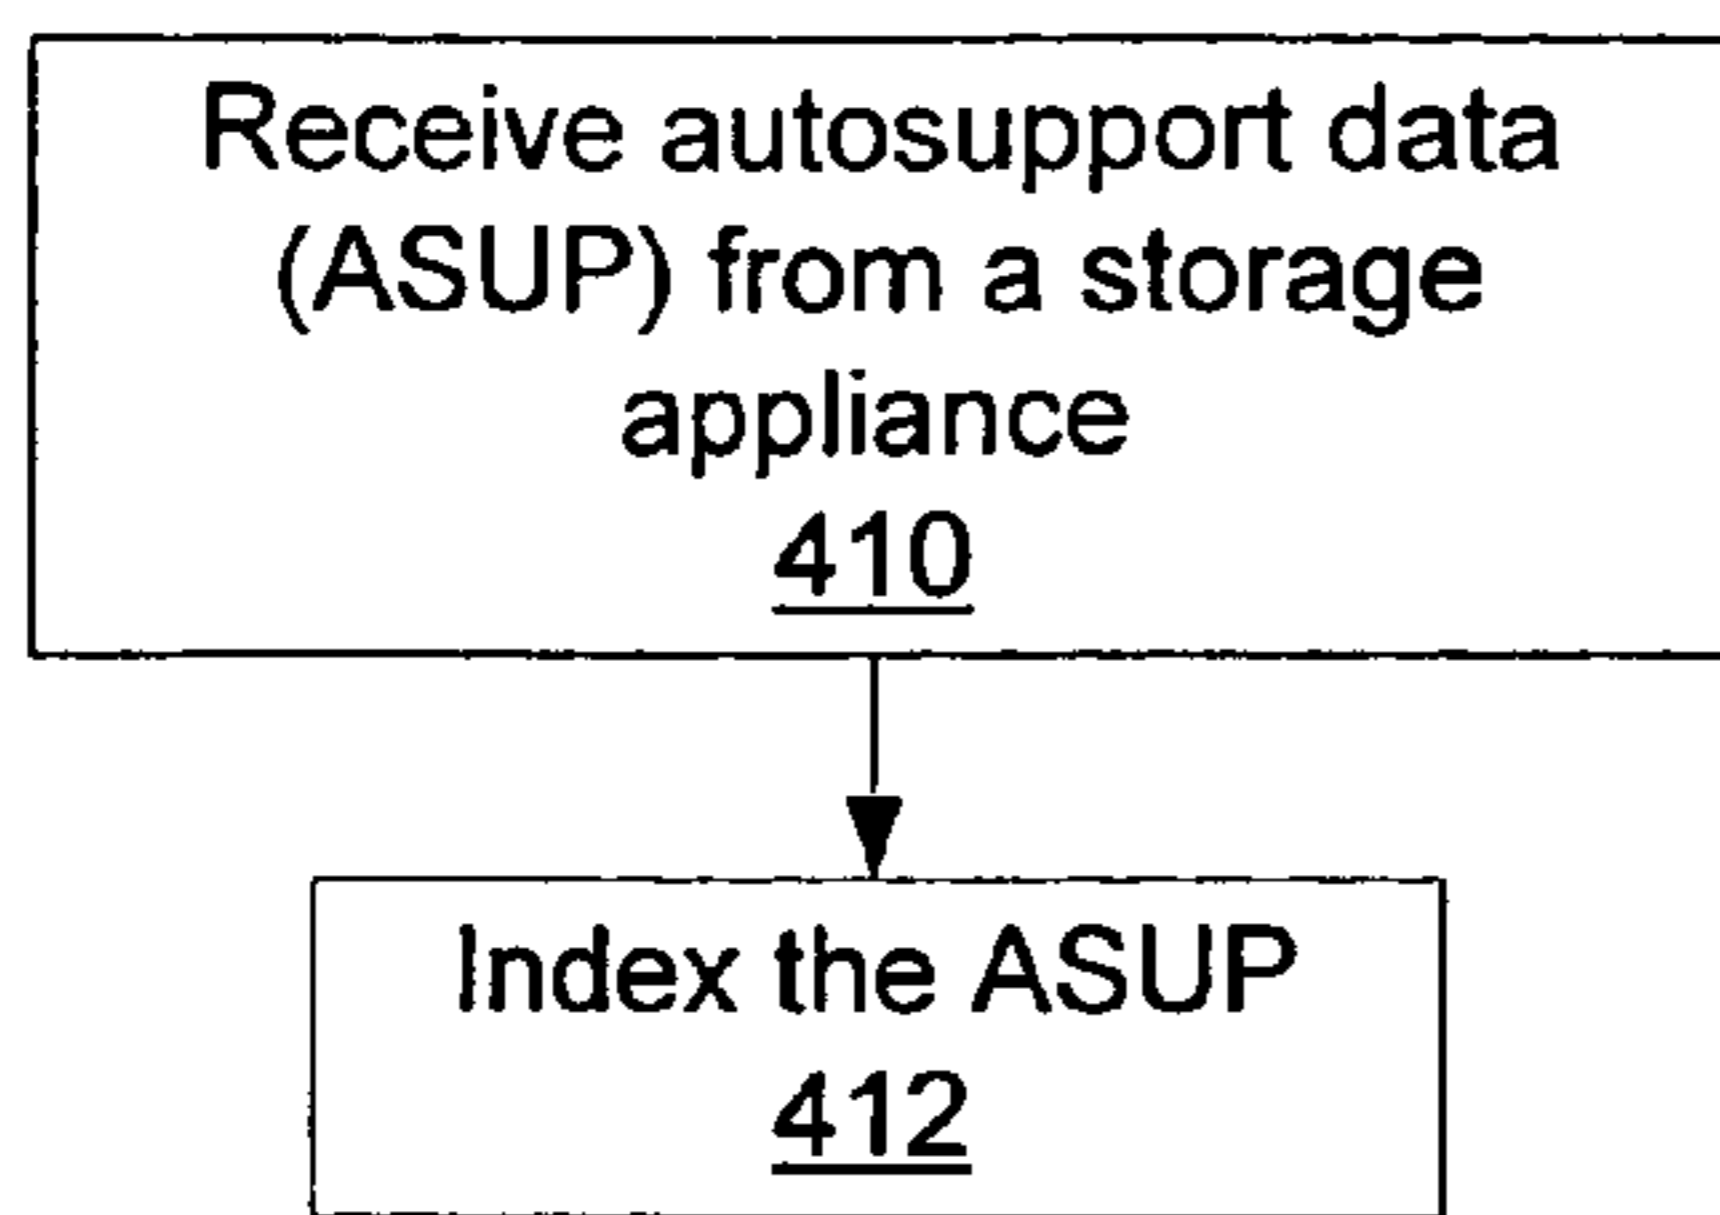 Receive autosupport data
(ASUP) from a storage
appliance
410
Index the ASUP
412